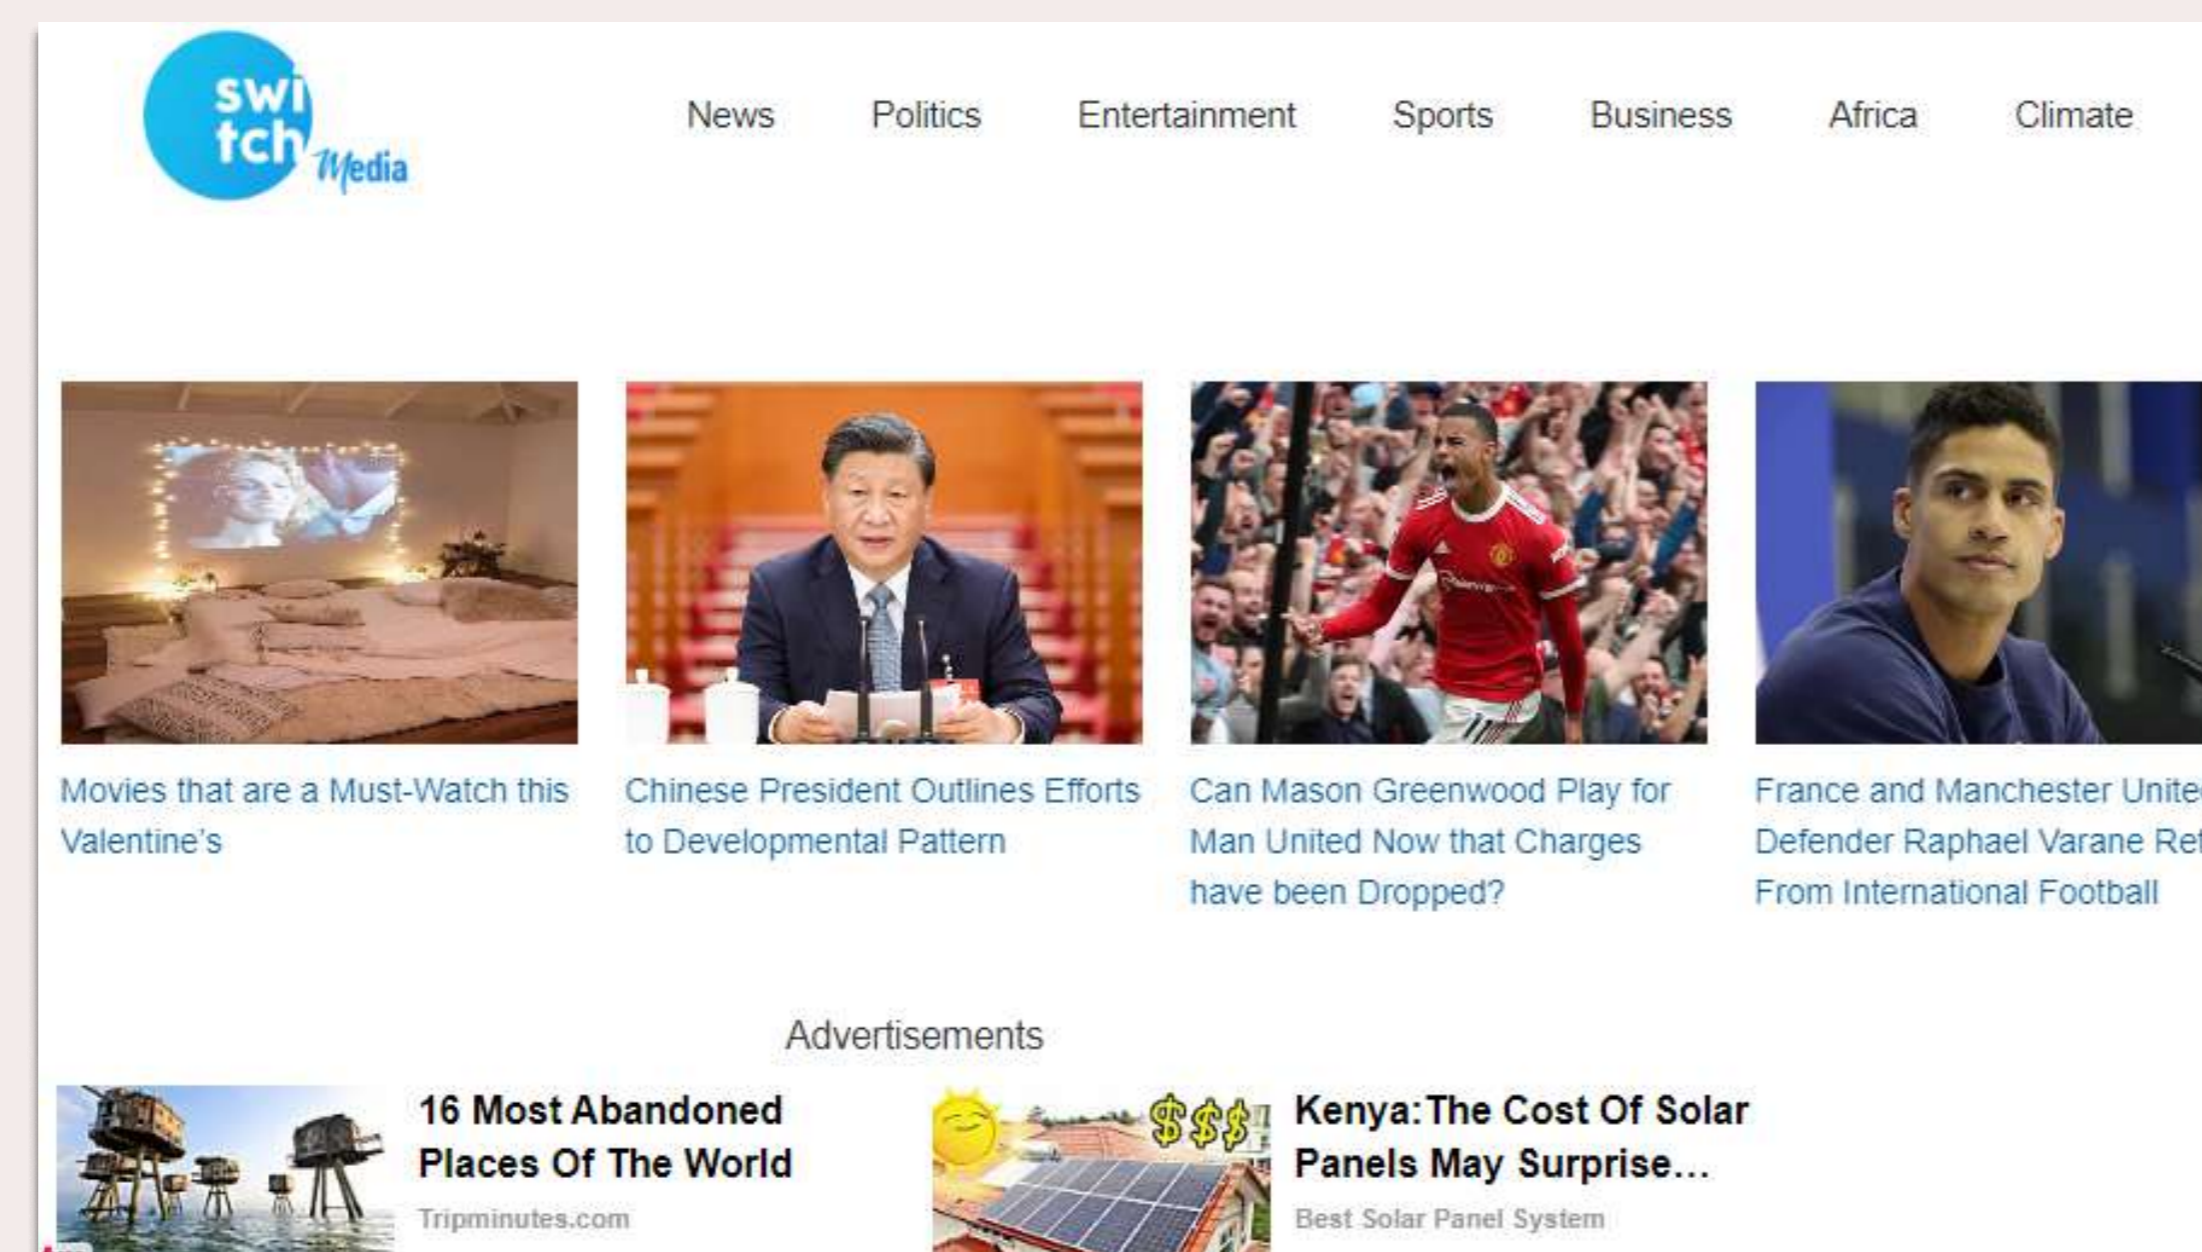 swi
tch
Media
News Politics Entertainment Sports Business Africa Climate
Movies that are a Must-Watch this
Valentine's
Chinese President Outlines Efforts
to Developmental Pattern
Can Mason Greenwood Play for
Man United Now that Charges
have been Dropped?
France and Manchester United
Defender Raphael Varane Ret
From International Football
Advertisements
16 Most Abandoned
Places Of The World
Tripminutes.com
$$$
Kenya:The Cost Of Solar
Panels May Surprise...
Best Solar Panel System